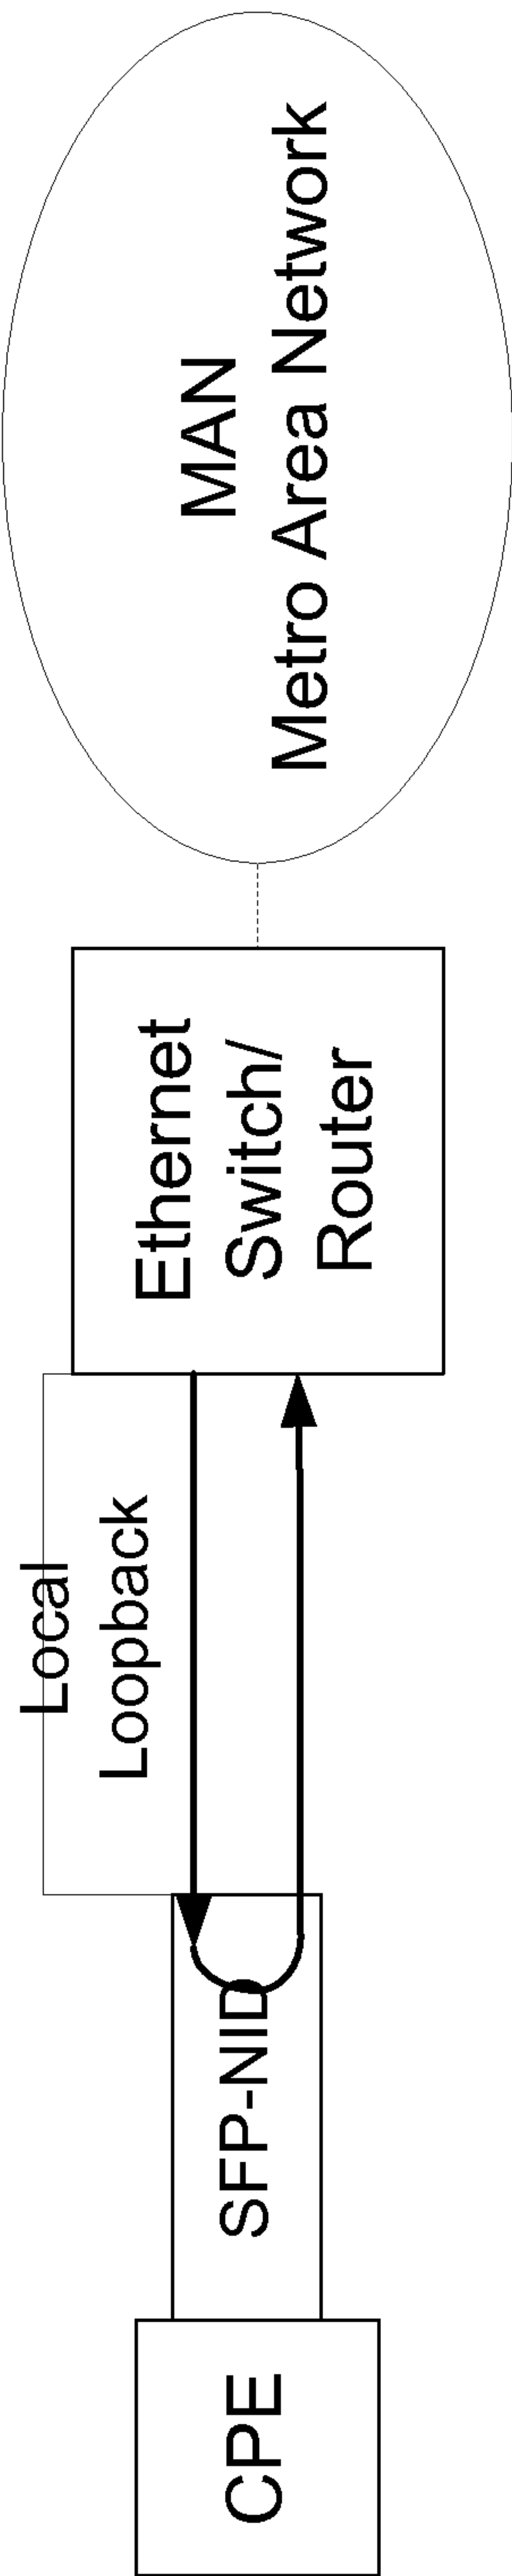 CPE
SFP-NID
Local
Loopback
Ethernet
Switch/
Router
MAN
Metro Area Network